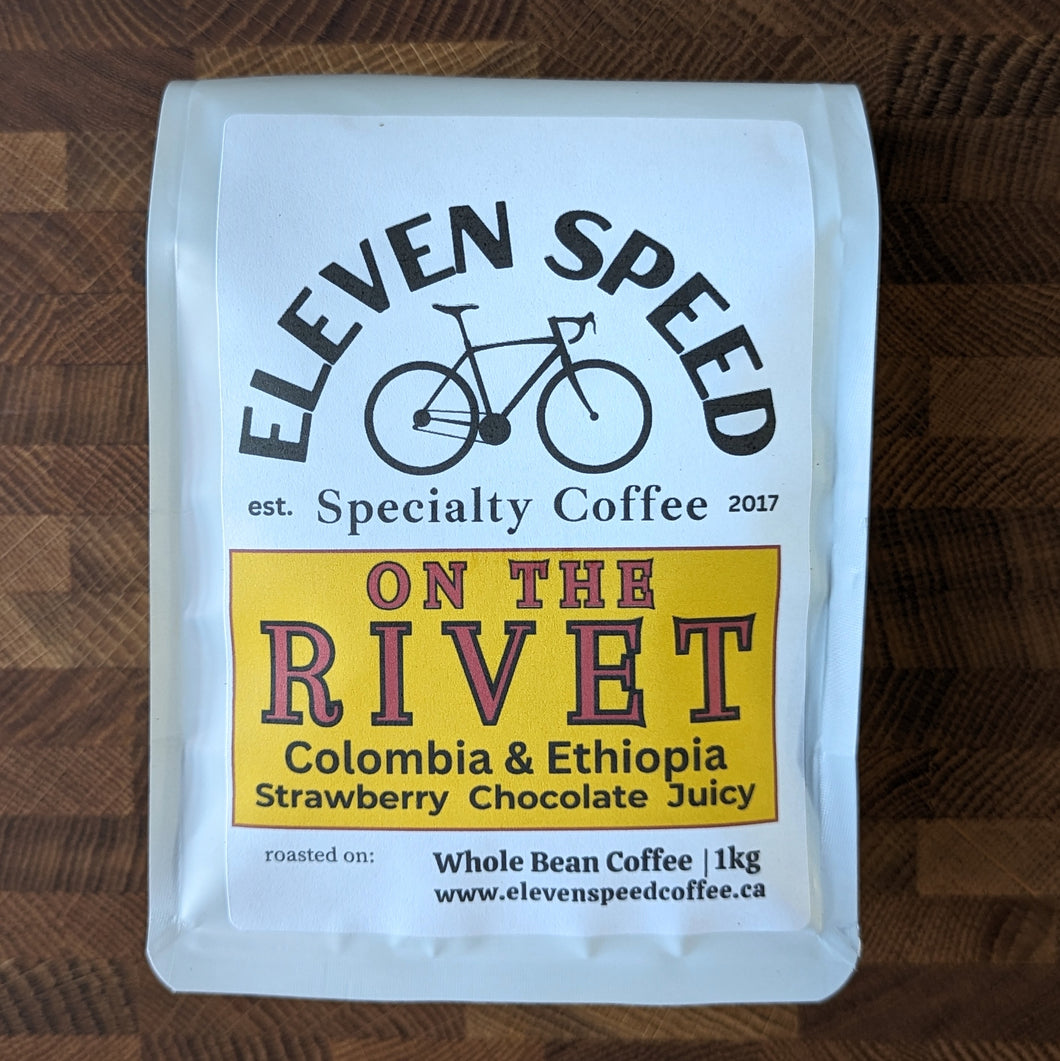 ELEVEN SPEED
est. Specialty Coffee 2017
ON THE
RIVET
Colombia & Ethiopia
Strawberry Chocolate Juicy
roasted on: Whole Bean Coffee | 1kg
www.elevenspeedcoffee.ca